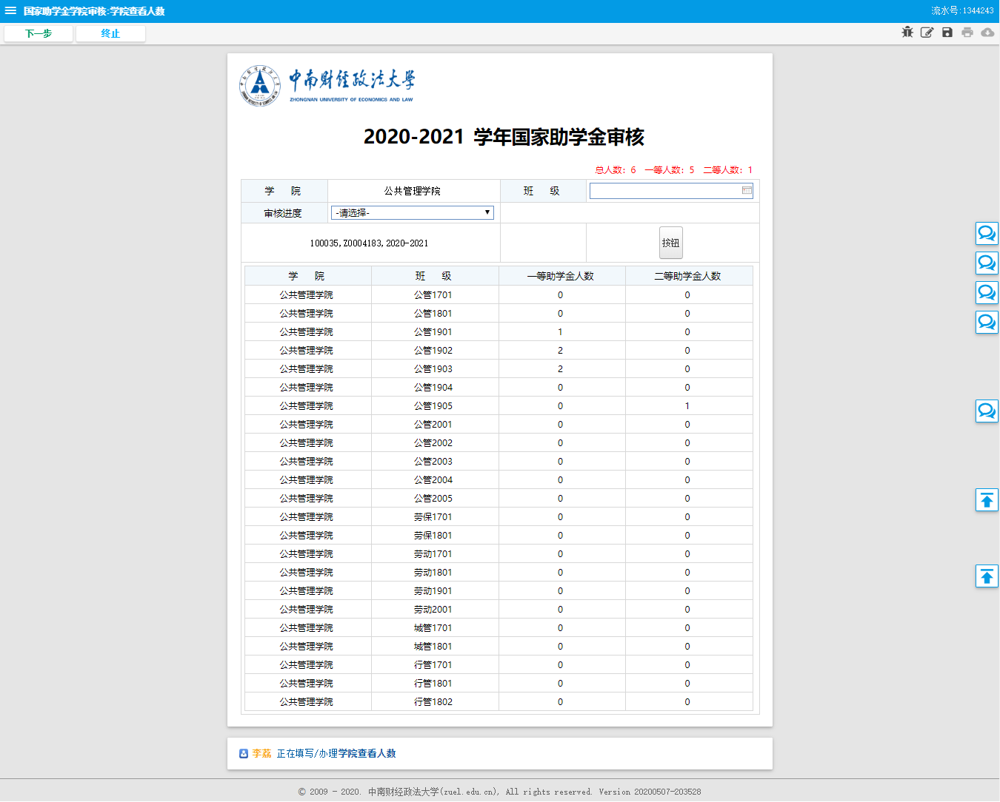 国家助学金学院审核-学院查看人数 流水号:1344243
下一步 终止
中南财经政法大学
ZHONGNAN UNIVERSITY OF ECONOMICS AND LAW
2020-2021 学年国家助学金审核
总人数: 6 一等人数: 5 二等人数: 1
学 院 公共管理学院 班 级
审核进度 -请选择-
100035,Z0004183,2020-2021 按钮
学 院 班 级 一等助学金人数 二等助学金人数
公共管理学院 公管1701 0 0
公共管理学院 公管1801 0 0
公共管理学院 公管1901 1 0
公共管理学院 公管1902 2 0
公共管理学院 公管1903 2 0
公共管理学院 公管1904 0 0
公共管理学院 公管1905 0 1
公共管理学院 公管2001 0 0
公共管理学院 公管2002 0 0
公共管理学院 公管2003 0 0
公共管理学院 公管2004 0 0
公共管理学院 公管2005 0 0
公共管理学院 劳保1701 0 0
公共管理学院 劳保1801 0 0
公共管理学院 劳动1701 0 0
公共管理学院 劳动1801 0 0
公共管理学院 劳动1901 0 0
公共管理学院 劳动2001 0 0
公共管理学院 城管1701 0 0
公共管理学院 城管1801 0 0
公共管理学院 行管1701 0 0
公共管理学院 行管1801 0 0
公共管理学院 行管1802 0 0
李荔 正在填写/办理学院查看人数
© 2009 - 2020. 中南财经政法大学(zuel.edu.cn), All rights reserved. Version 20200507-203528